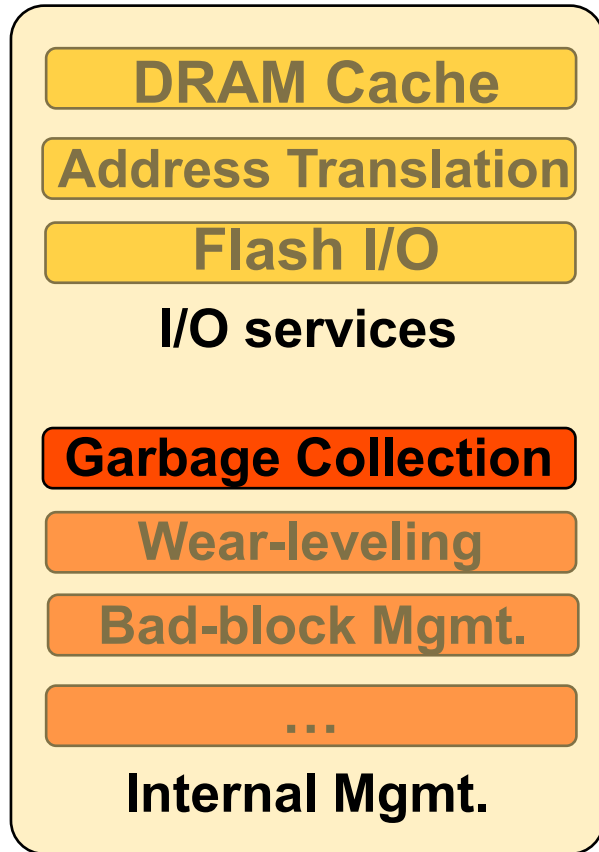 DRAM Cache
Address Translation
Flash I/O
I/O services
Garbage Collection
Wear-leveling
Bad-block Mgmt.
…
Internal Mgmt.